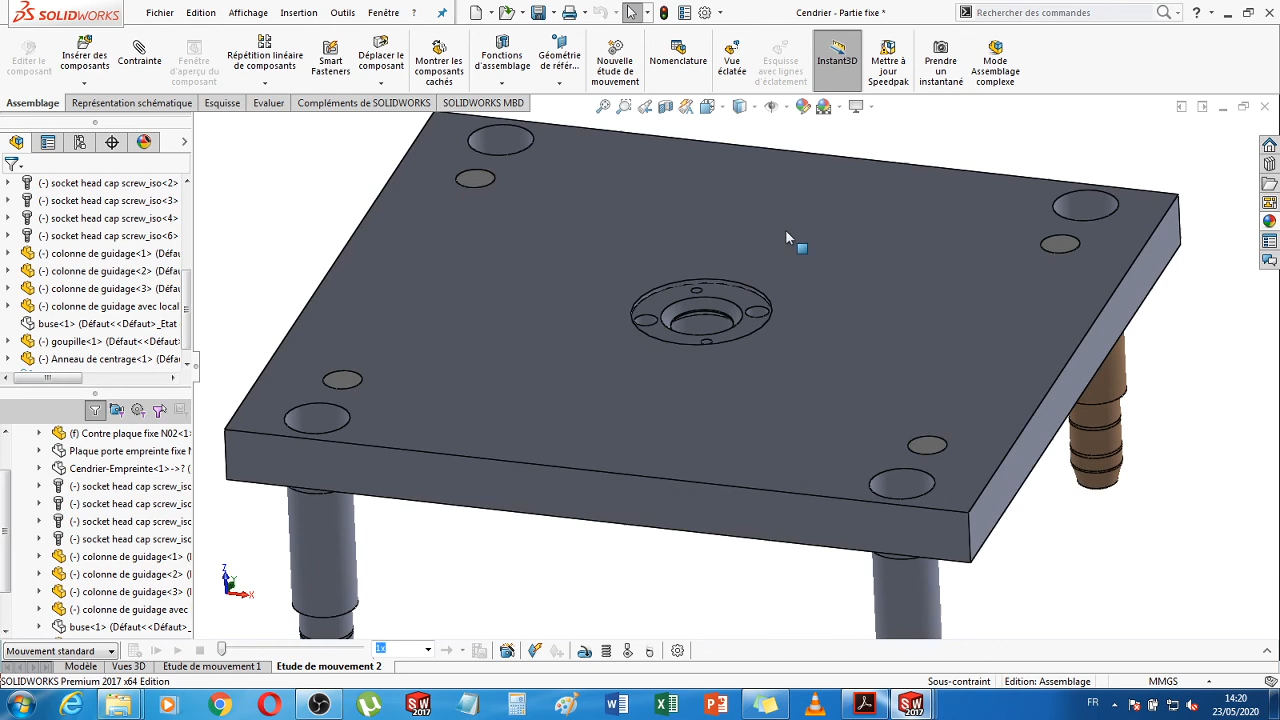 SOLIDWORKS
Fichier Edition Affichage Insertion Outils Fenêtre ?
Cendrier - Partie fixe *
Rechercher des commandes
Editer le composant
Insérer des composants
Contrainte
Fenêtre d'aperçu du composant
Répétition linéaire de composants
Smart Fasteners
Déplacer le composant
Montrer les composants cachés
Fonctions d'assemblage
Géométrie de référ...
Nouvelle étude de mouvement
Nomenclature
Vue éclatée
Esquisse avec lignes d'éclatement
Instant3D
Mettre à jour Speedpak
Prendre un instantané
Mode Assemblage complexe
Assemblage Représentation schématique Esquisse Evaluer Compléments de SOLIDWORKS SOLIDWORKS MBD
(-) socket head cap screw_iso<2>
(-) socket head cap screw_iso<3>
(-) socket head cap screw_iso<4>
(-) socket head cap screw_iso<6>
(-) colonne de guidage<1> (Défau
(-) colonne de guidage<2> (Défau
(-) colonne de guidage<3> (Défau
(-) colonne de guidage avec local
buse<1> (Défaut<<Défaut>_Etat
(-) goupille<1> (Défaut<<Défaut>
(-) Anneau de centrage<1> (Défau
(f) Contre plaque fixe N02<1>
Plaque porte empreinte fixe N
Cendrier-Empreinte<1>->? (
(-) socket head cap screw_iso
(-) socket head cap screw_iso
(-) socket head cap screw_iso
(-) socket head cap screw_iso
(-) colonne de guidage<1> (
(-) colonne de guidage<2> (
(-) colonne de guidage<3> (
(-) colonne de guidage avec
buse<1> (Défaut<<Défaut>_
Z
Y
X
Mouvement standard
1x
Modèle Vues 3D Etude de mouvement 1 Etude de mouvement 2
SOLIDWORKS Premium 2017 x64 Edition
Sous-contraint
Edition: Assemblage
MMGS
SW 2017
SW 2017
FR
14:20
23/05/2020